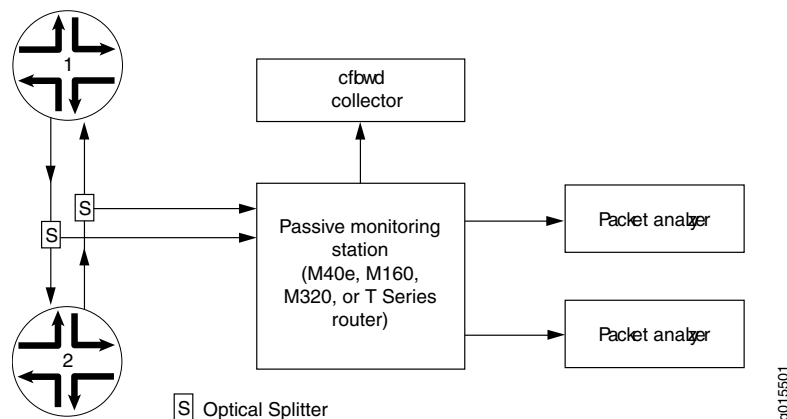 1
cfbwd
collector
S
S
Passive monitoring
station
(M40e, M160,
M320, or T Series
router)
Packet analyzer
Packet analyzer
2
S Optical Splitter
g015501